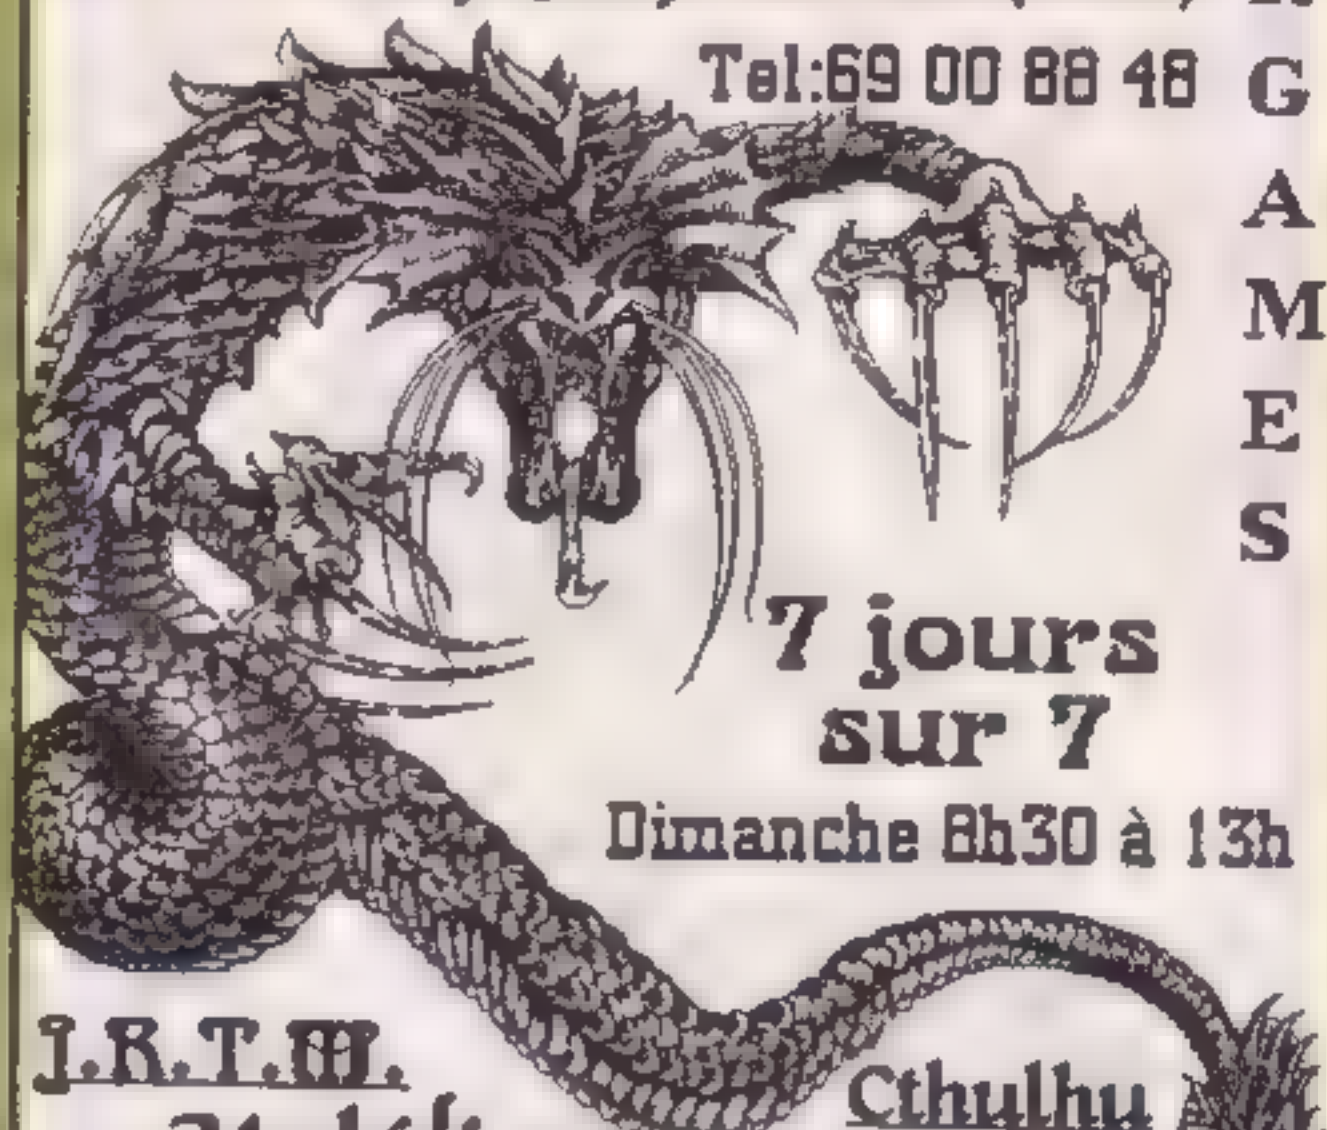 Tel:69 00 88 48
G
A
M
E
S
7 jours
sur 7
Dimanche 8h30 à 13h
J.R.T.M.
Cthulhu